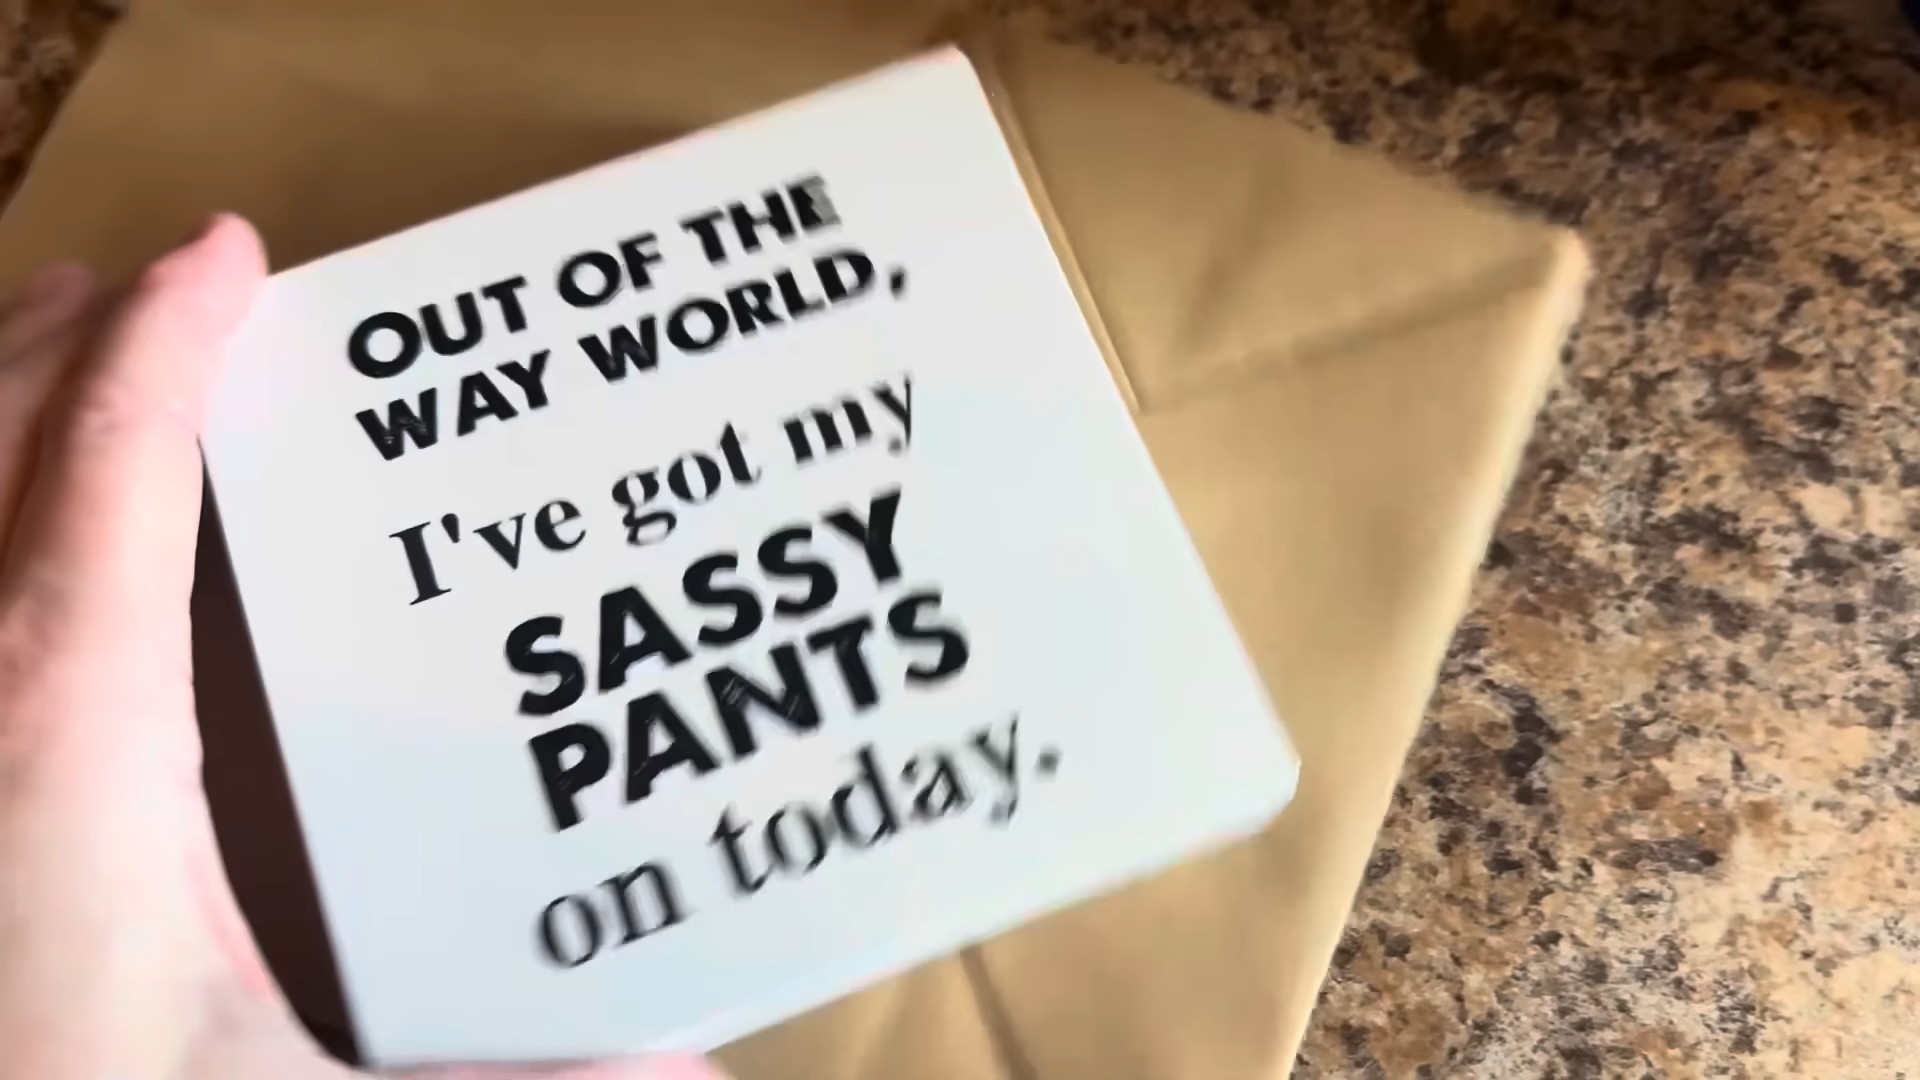 OUT OF THE
WAY WORLD,
I've got my
SASSY
PANTS
on today.